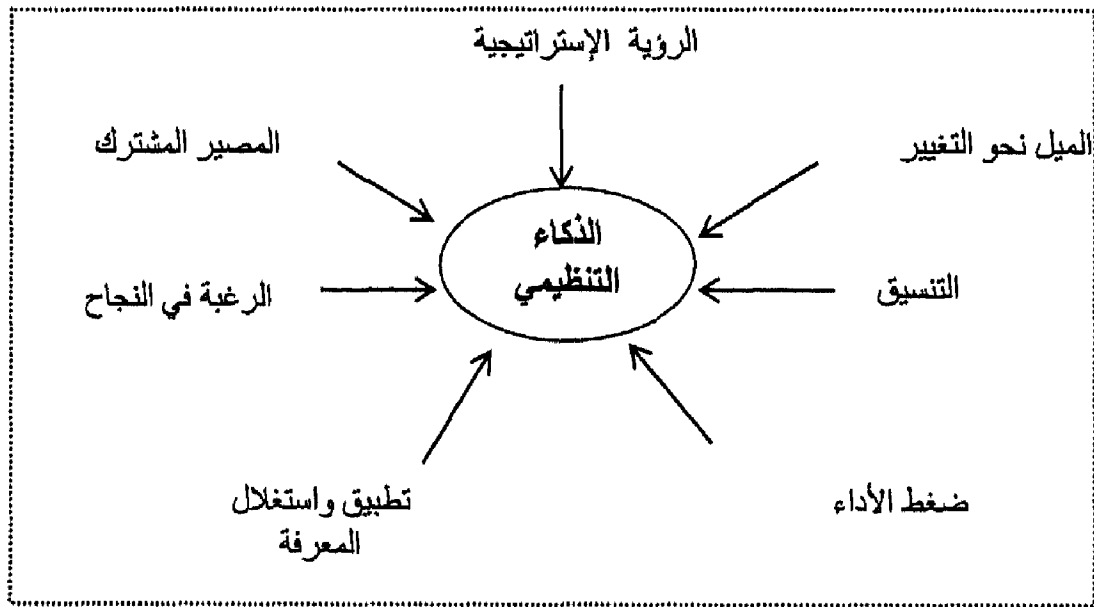 الرؤية الإستراتيجية
الميل نحو التغيير
المصير المشترك
الذكاء
التنظيمي
التنسيق
الرغبة في النجاح
ضغط الأداء
تطبيق واستغلال
المعرفة